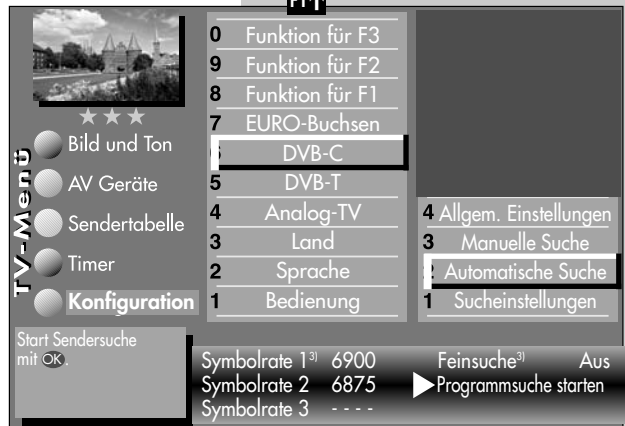 TV-Menü
Bild und Ton
AV Geräte
Sendertabelle
Timer
Konfiguration
0 Funktion für F3
9 Funktion für F2
8 Funktion für F1
7 EURO-Buchsen
DVB-C
5 DVB-T
4 Analog-TV
3 Land
2 Sprache
1 Bedienung
4 Allgem. Einstellungen
3 Manuelle Suche
2 Automatische Suche
1 Sucheinstellungen
Start Sendersuche
mit OK.
Symbolrate 1³⁾ 6900 Feinsuche³⁾ Aus
Symbolrate 2 6875 Programmsuche starten
Symbolrate 3 - - - -